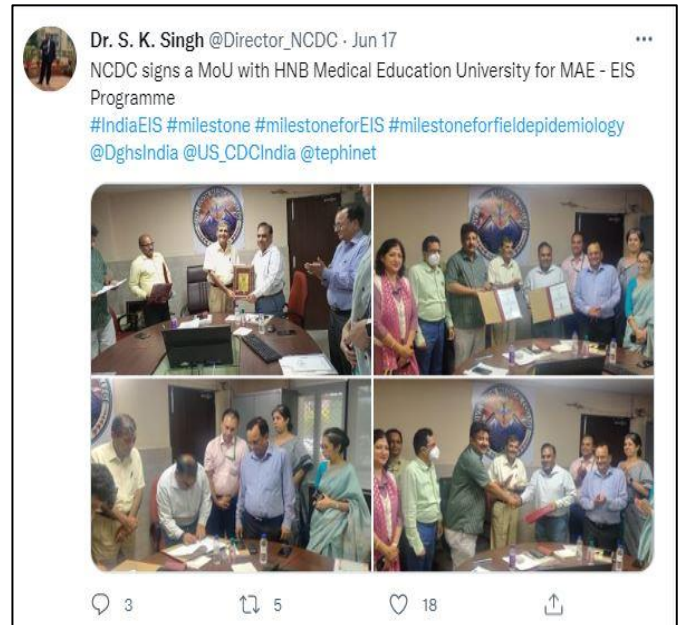 Dr. S. K. Singh @Director_NCDC · Jun 17
NCDC signs a MoU with HNB Medical Education University for MAE - EIS
Programme
#IndiaEIS #milestone #milestoneforEIS #milestoneforfieldepidemiology
@DghsIndia @US_CDCIndia @tephinet
3 5 18